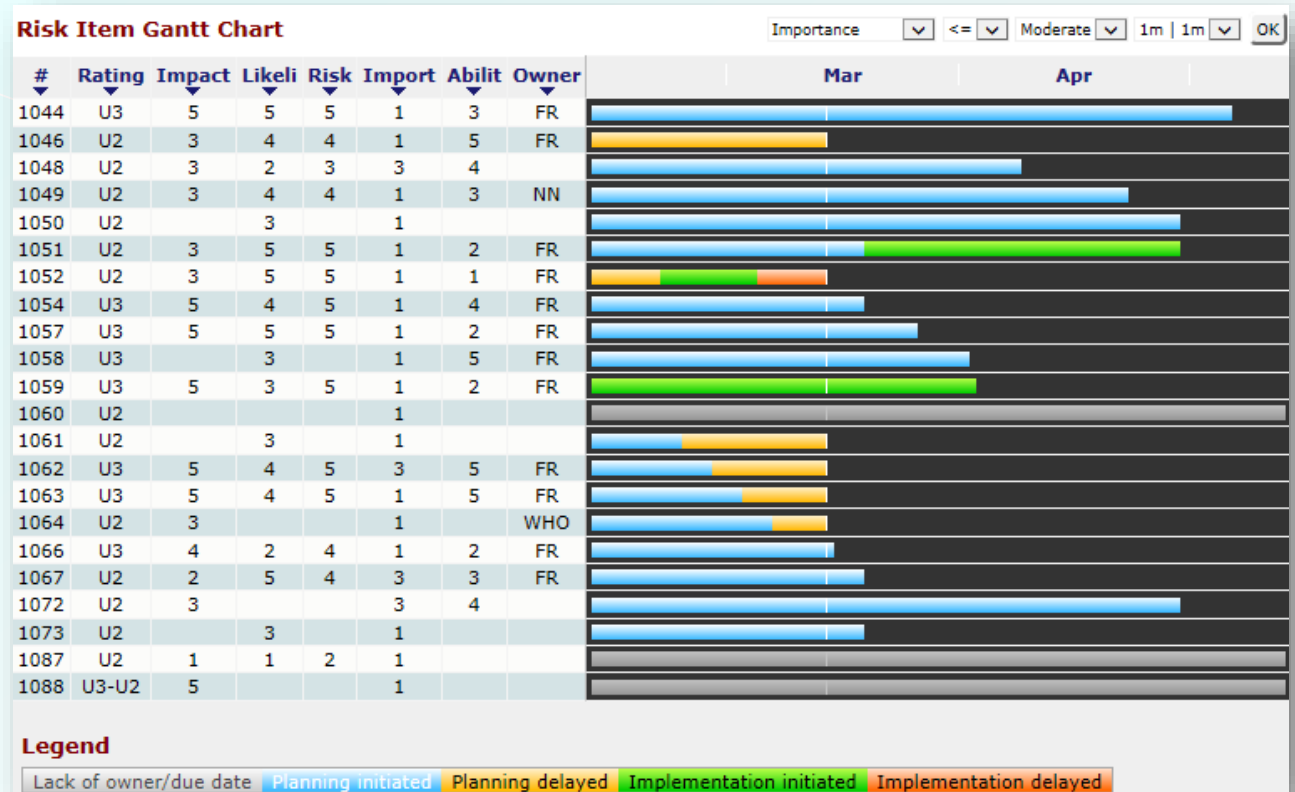 Risk Item Gantt Chart Importance <= Moderate 1m | 1m OK
# Rating Impact Likeli Risk Import Abilit Owner Mar Apr
1044 U3 5 5 5 1 3 FR
1046 U2 3 4 4 1 5 FR
1048 U2 3 2 3 3 4
1049 U2 3 4 4 1 3 NN
1050 U2 3 1
1051 U2 3 5 5 1 2 FR
1052 U2 3 5 5 1 1 FR
1054 U3 5 4 5 1 4 FR
1057 U3 5 5 5 1 2 FR
1058 U3 3 1 5 FR
1059 U3 5 3 5 1 2 FR
1060 U2 1
1061 U2 3 1
1062 U3 5 4 5 3 5 FR
1063 U3 5 4 5 1 5 FR
1064 U2 3 1 WHO
1066 U3 4 2 4 1 2 FR
1067 U2 2 5 4 3 3 FR
1072 U2 3 3 4
1073 U2 3 1
1087 U2 1 1 2 1
1088 U3-U2 5 1
Legend
Lack of owner/due date Planning initiated Planning delayed Implementation initiated Implementation delayed